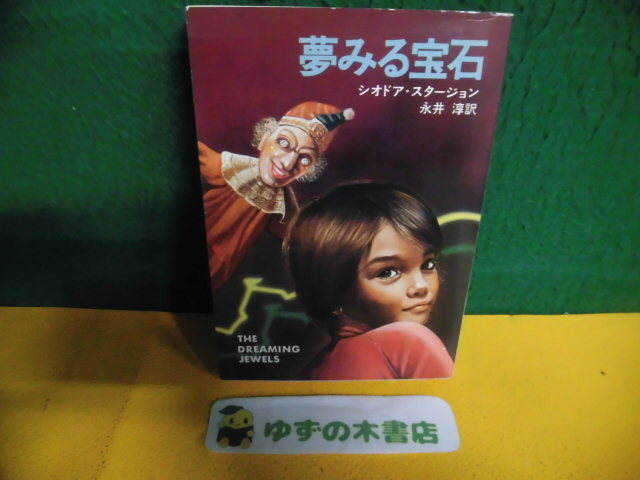 夢みる宝石
シオドア・スタージョン
永井 淳訳
THE
DREAMING
JEWELS
ゆずの木書店